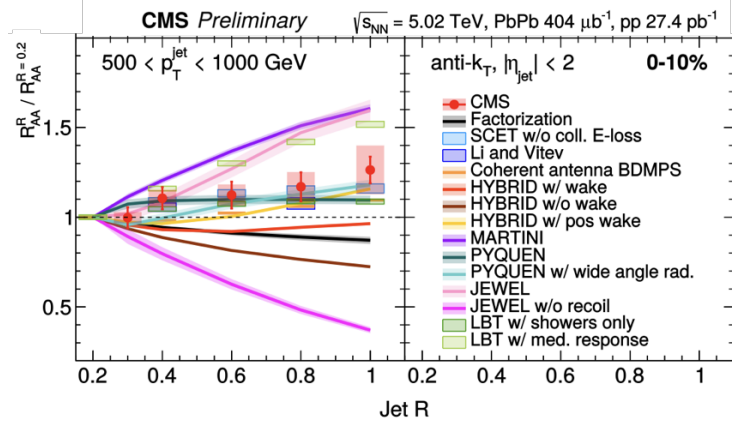 CMS Preliminary
√s_NN = 5.02 TeV, PbPb 404 μb⁻¹, pp 27.4 pb⁻¹
500 < p_T^jet < 1000 GeV
anti-k_T, |η_jet| < 2
0-10%
R_AA^R / R_AA^R = 0.2
1.5
1
0.5
CMS
Factorization
SCET w/o coll. E-loss
Li and Vitev
Coherent antenna BDMPS
HYBRID w/ wake
HYBRID w/o wake
HYBRID w/ pos wake
MARTINI
PYQUEN
PYQUEN w/ wide angle rad.
JEWEL
JEWEL w/o recoil
LBT w/ showers only
LBT w/ med. response
0.2 0.4 0.6 0.8 1
0.2 0.4 0.6 0.8 1
Jet R